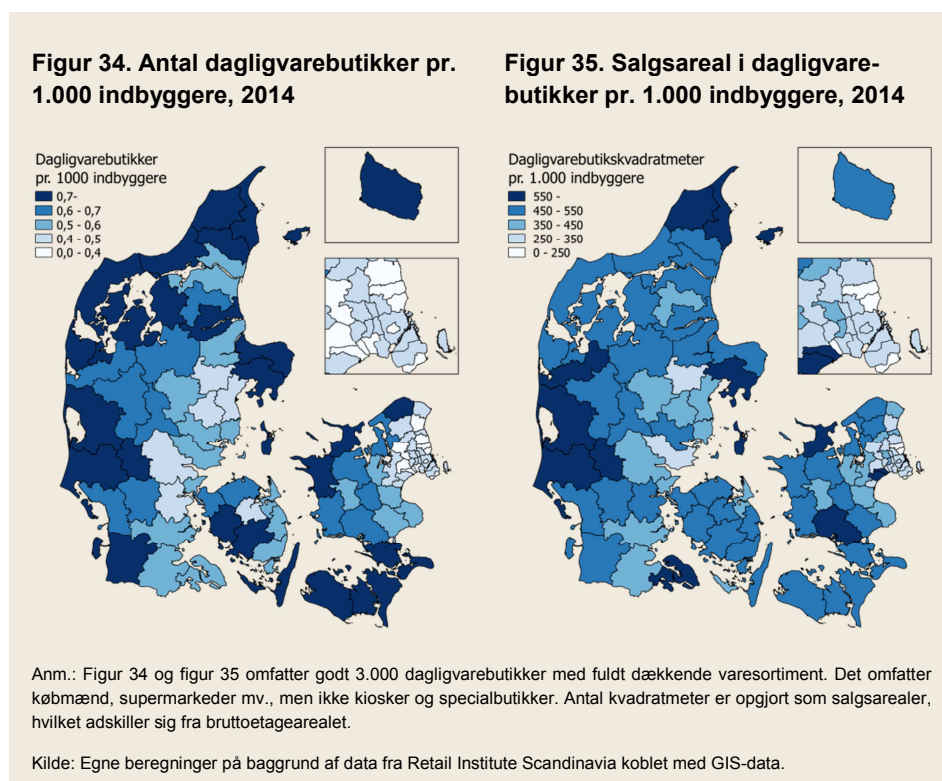 Figur 34. Antal dagligvarebutikker pr.
1.000 indbyggere, 2014
Dagligvarebutikker
pr. 1000 indbyggere
0,7-
0,6 - 0,7
0,5 - 0,6
0,4 - 0,5
0,0 - 0,4
Figur 35. Salgsareal i dagligvare-
butikker pr. 1.000 indbyggere, 2014
Dagligvarebutikskvadratmeter
pr. 1.000 indbyggere
550 -
450 - 550
350 - 450
250 - 350
0 - 250
Anm.: Figur 34 og figur 35 omfatter godt 3.000 dagligvarebutikker med fuldt dækkende varesortiment. Det omfatter
købmænd, supermarkeder mv., men ikke kiosker og specialbutikker. Antal kvadratmeter er opgjort som salgsarealer,
hvilket adskiller sig fra bruttoetagearealet.
Kilde: Egne beregninger på baggrund af data fra Retail Institute Scandinavia koblet med GIS-data.